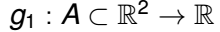 g₁ : A ⊂ ℝ² → ℝ